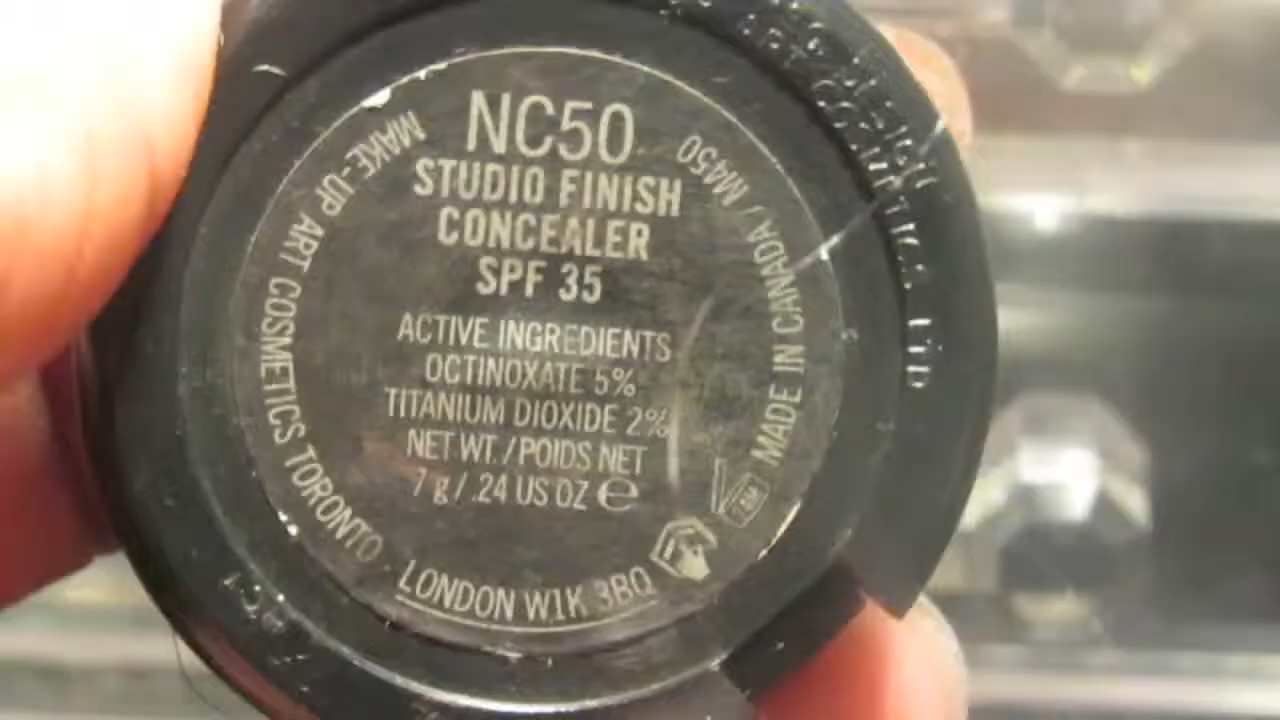 NC50
STUDIO FINISH
CONCEALER
SPF 35
ACTIVE INGREDIENTS
OCTINOXATE 5%
TITANIUM DIOXIDE 2%
NET WT. / POIDS NET
7 g / .24 US OZ e
MAKE-UP ART COSMETICS TORONTO
LONDON W1K 3BQ
MADE IN CANADA / M450
LTD